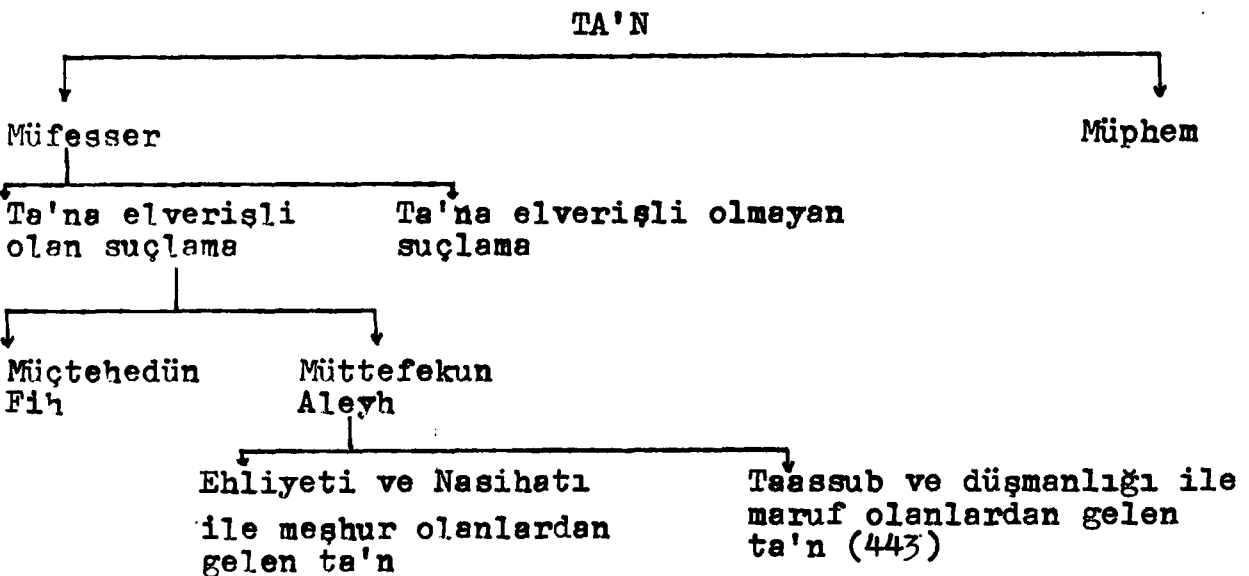 TA'N
Müfesser
Müphem
Ta'na elverişli
olan suçlama
Ta'na elverişli olmayan
suçlama
Müçtehedün
Fih
Müttefekun
Aleyh
Ehliyeti ve Nasihatı
ile meşhur olanlardan
gelen ta'n
Taassub ve düşmanlığı ile
maruf olanlardan gelen
ta'n (443)